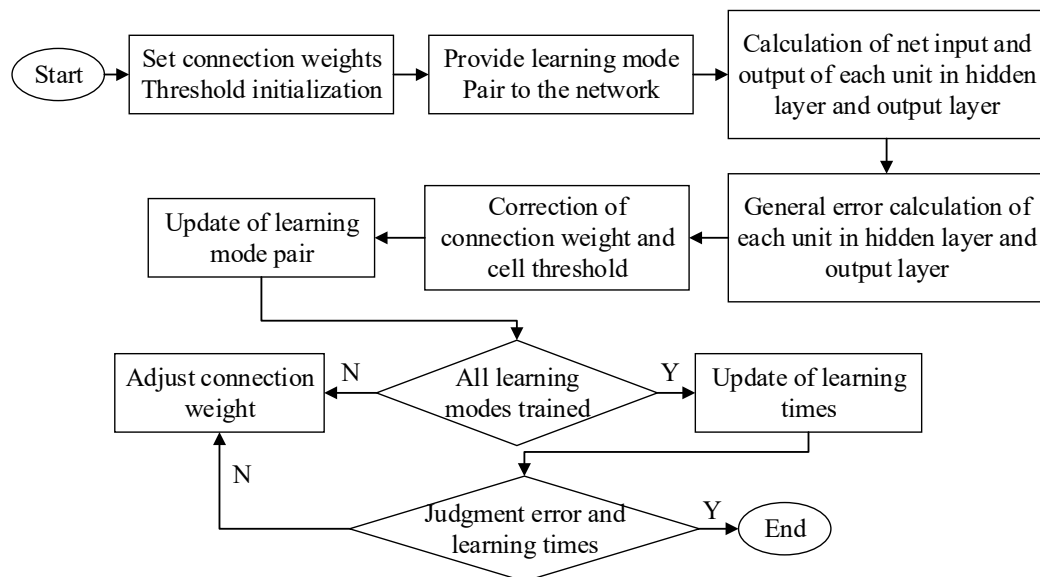 Start
Set connection weights
Threshold initialization
Provide learning mode
Pair to the network
Calculation of net input and
output of each unit in hidden
layer and output layer
General error calculation of
each unit in hidden layer and
output layer
Correction of
connection weight and
cell threshold
Update of learning
mode pair
All learning
modes trained
N
Adjust connection
weight
Y
Update of learning
times
Judgment error and
learning times
N
Y
End